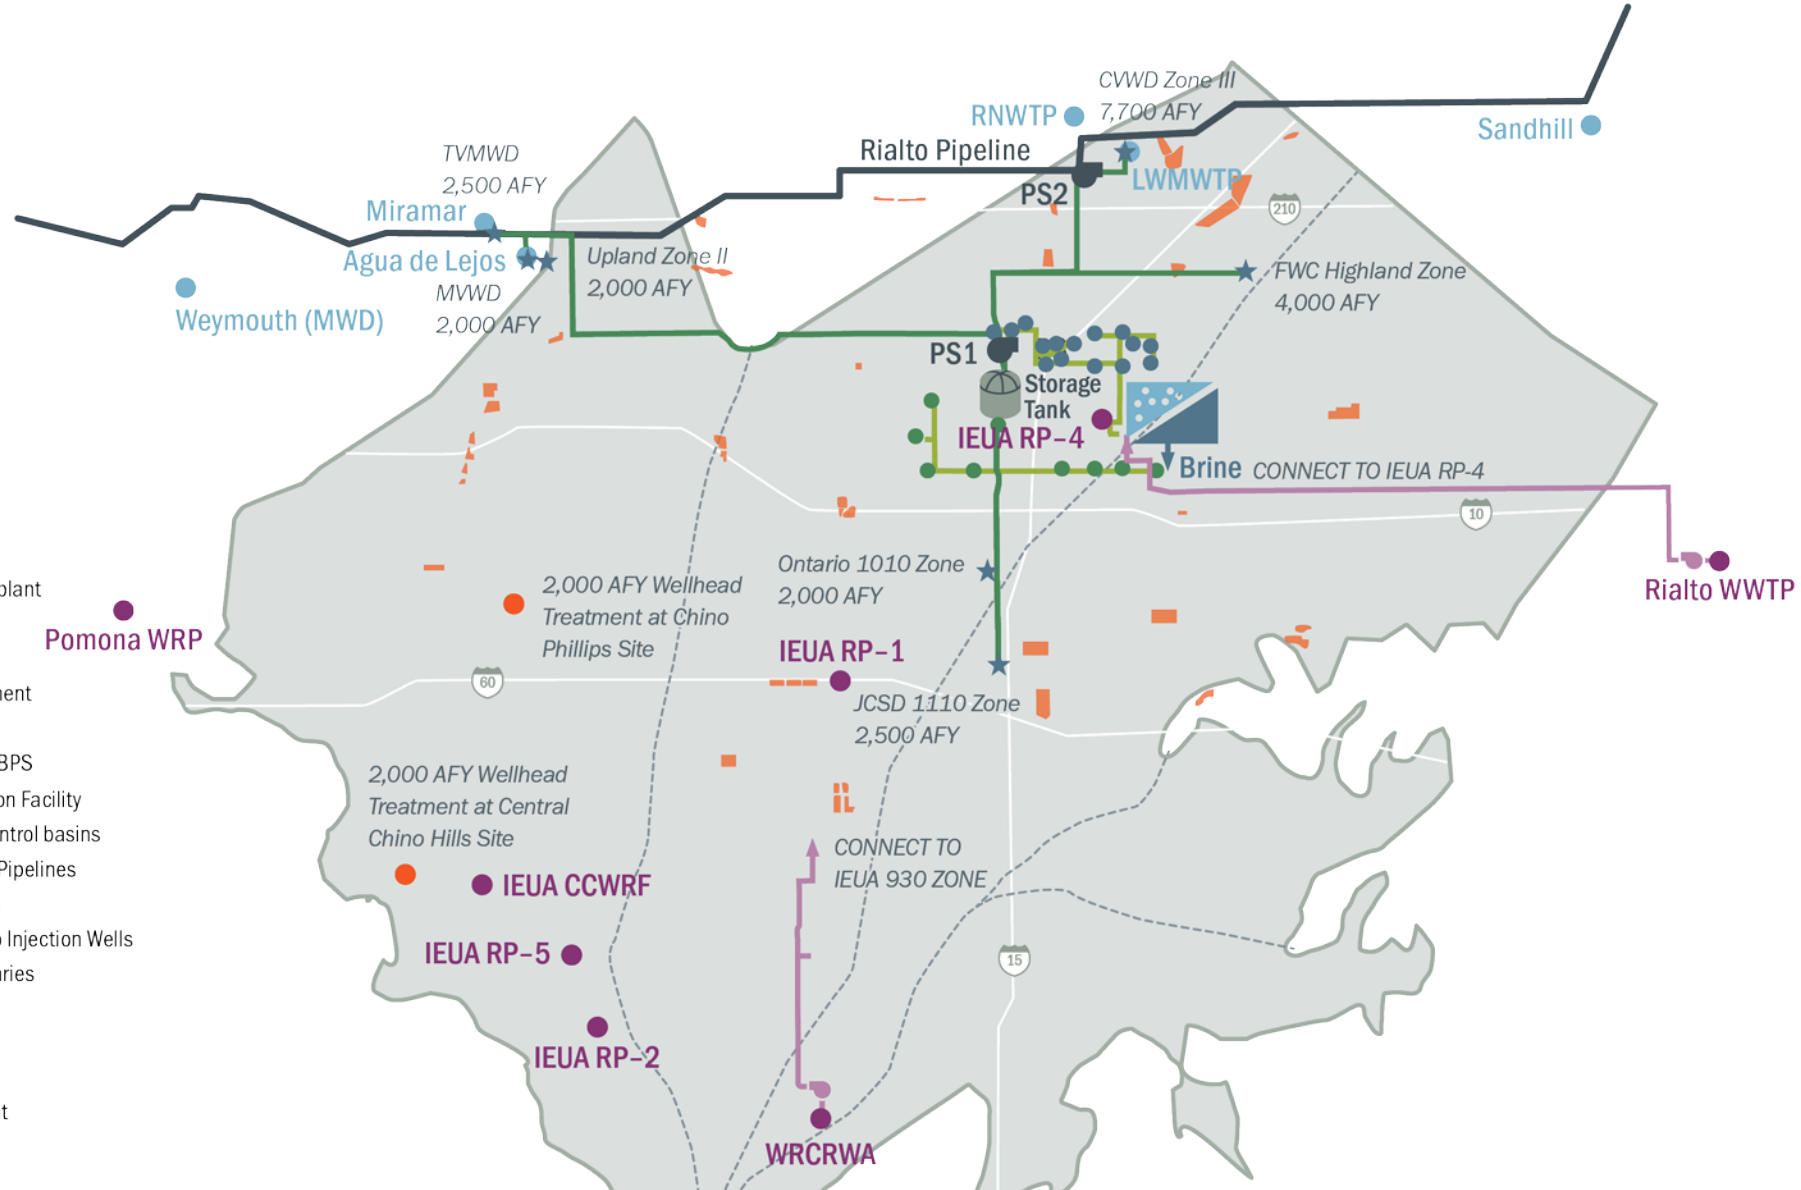 CVWD Zone III
7,700 AFY
RNWTP
Sandhill
Rialto Pipeline
TVMWD
2,500 AFY
LWMWTP
PS2
Miramar
210
Agua de Lejos
Upland Zone II
2,000 AFY
FWC Highland Zone
4,000 AFY
MVWD
2,000 AFY
Weymouth (MWD)
PS1
Storage
Tank
IEUA RP-4
Brine
CONNECT TO IEUA RP-4
10
Ontario 1010 Zone
2,000 AFY
2,000 AFY Wellhead
Treatment at Chino
Phillips Site
Rialto WWTP
plant
Pomona WRP
IEUA RP-1
60
ment
JCSD 1110 Zone
2,500 AFY
BPS
2,000 AFY Wellhead
Treatment at Central
Chino Hills Site
on Facility
ntrol basins
Pipelines
CONNECT TO
IEUA 930 ZONE
IEUA CCWRF
Injection Wells
IEUA RP-5
15
aries
IEUA RP-2
t
WRCRWA